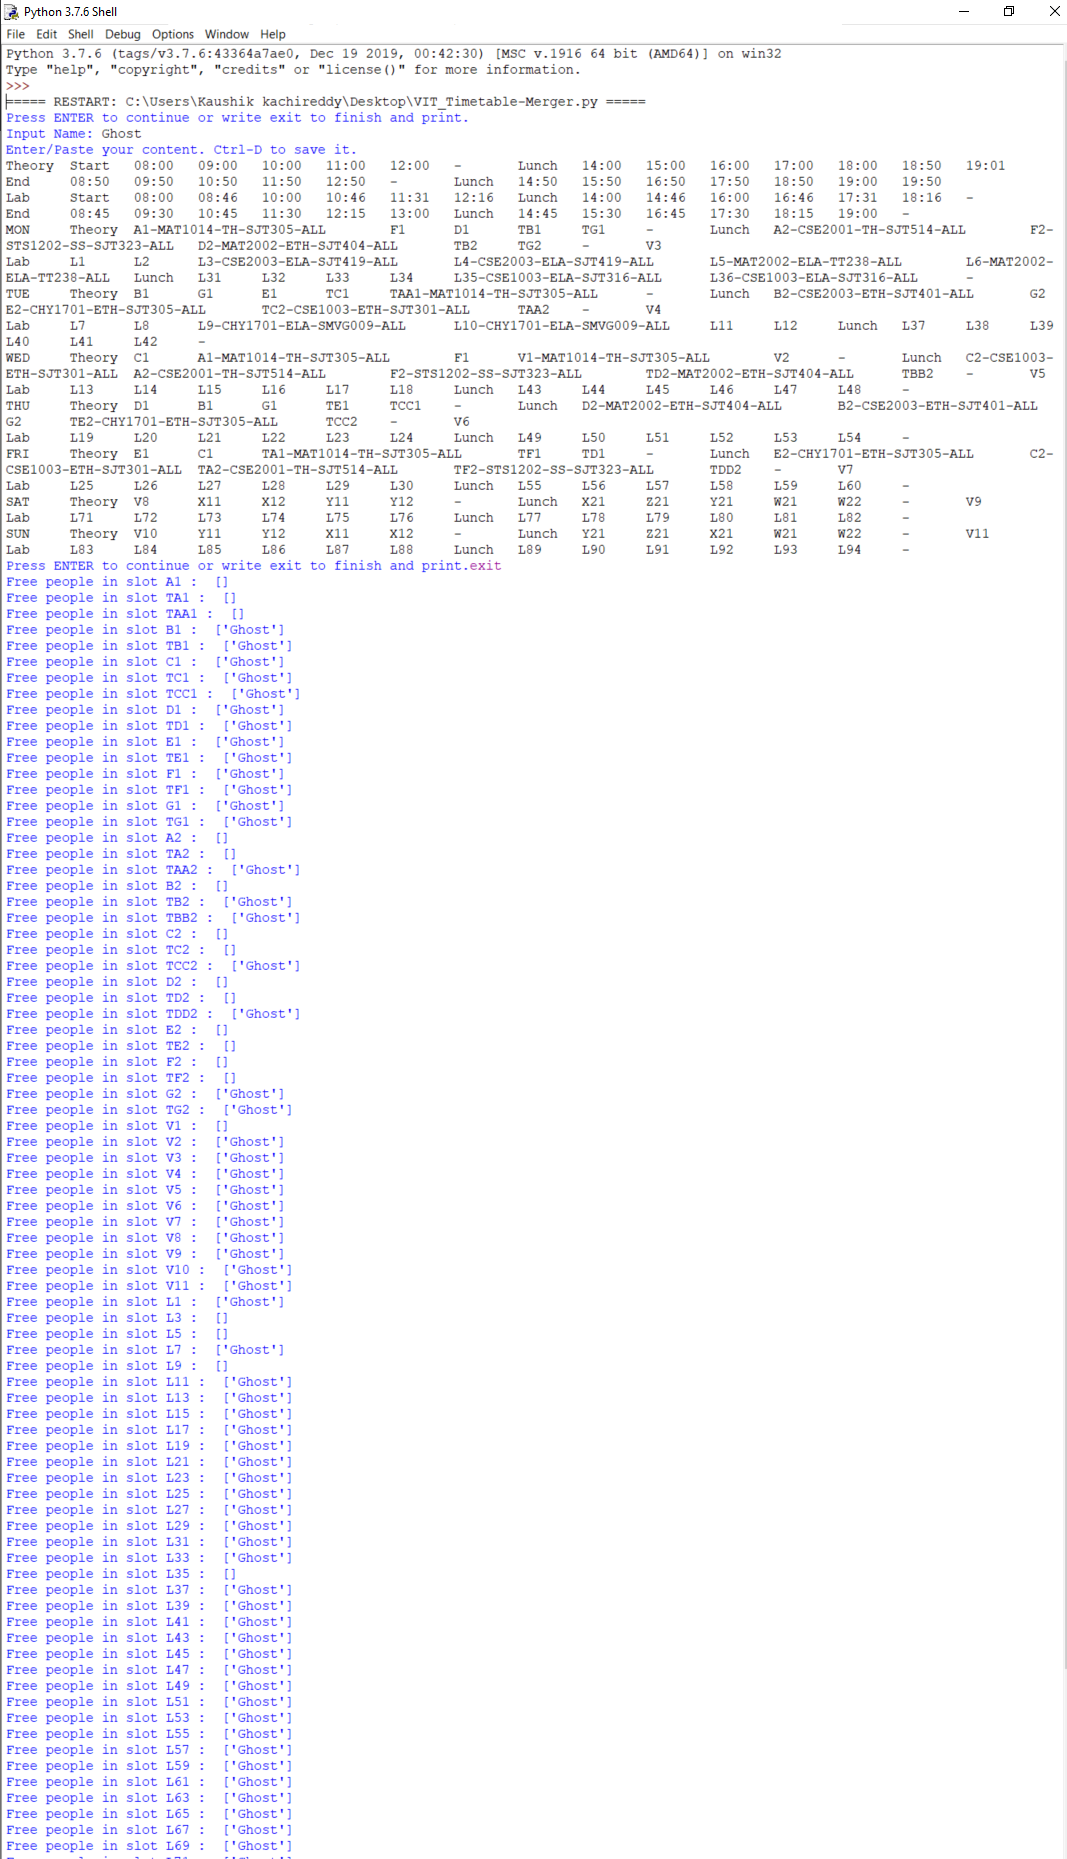 Python 3.7.6 Shell
File Edit Shell Debug Options Window Help
Python 3.7.6 (tags/v3.7.6:43364a7ae0, Dec 19 2019, 00:42:30) [MSC v.1916 64 bit (AMD64)] on win32
Type "help", "copyright", "credits" or "license()" for more information.
>>>
===== RESTART: C:\Users\Kaushik kachireddy\Desktop\VIT_Timetable-Merger.py =====
Press ENTER to continue or write exit to finish and print.
Input Name: Ghost
Enter/Paste your content. Ctrl-D to save it.
Theory Start 08:00 09:00 10:00 11:00 12:00 - Lunch 14:00 15:00 16:00 17:00 18:00 18:50 19:01
End 08:50 09:50 10:50 11:50 12:50 - Lunch 14:50 15:50 16:50 17:50 18:50 19:00 19:50
Lab Start 08:00 08:46 10:00 10:46 11:31 12:16 Lunch 14:00 14:46 16:00 16:46 17:31 18:16 -
End 08:45 09:30 10:45 11:30 12:15 13:00 Lunch 14:45 15:30 16:45 17:30 18:15 19:00 -
MON Theory A1-MAT1014-TH-SJT305-ALL F1 D1 TB1 TG1 - Lunch A2-CSE2001-TH-SJT514-ALL F2-
STS1202-SS-SJT323-ALL D2-MAT2002-ETH-SJT404-ALL TB2 TG2 - V3
Lab L1 L2 L3-CSE2003-ELA-SJT419-ALL L4-CSE2003-ELA-SJT419-ALL L5-MAT2002-ELA-TT238-ALL L6-MAT2002-
ELA-TT238-ALL Lunch L31 L32 L33 L34 L35-CSE1003-ELA-SJT316-ALL L36-CSE1003-ELA-SJT316-ALL -
TUE Theory B1 G1 E1 TC1 TAA1-MAT1014-TH-SJT305-ALL - Lunch B2-CSE2003-ETH-SJT401-ALL G2
E2-CHY1701-ETH-SJT305-ALL TC2-CSE1003-ETH-SJT301-ALL TAA2 - V4
Lab L7 L8 L9-CHY1701-ELA-SMVG009-ALL L10-CHY1701-ELA-SMVG009-ALL L11 L12 Lunch L37 L38 L39
L40 L41 L42 -
WED Theory C1 A1-MAT1014-TH-SJT305-ALL F1 V1-MAT1014-TH-SJT305-ALL V2 - Lunch C2-CSE1003-
ETH-SJT301-ALL A2-CSE2001-TH-SJT514-ALL F2-STS1202-SS-SJT323-ALL TD2-MAT2002-ETH-SJT404-ALL TBB2 - V5
Lab L13 L14 L15 L16 L17 L18 Lunch L43 L44 L45 L46 L47 L48 -
THU Theory D1 B1 G1 TE1 TCC1 - Lunch D2-MAT2002-ETH-SJT404-ALL B2-CSE2003-ETH-SJT401-ALL
G2 TE2-CHY1701-ETH-SJT305-ALL TCC2 - V6
Lab L19 L20 L21 L22 L23 L24 Lunch L49 L50 L51 L52 L53 L54 -
FRI Theory E1 C1 TA1-MAT1014-TH-SJT305-ALL TF1 TD1 - Lunch E2-CHY1701-ETH-SJT305-ALL C2-
CSE1003-ETH-SJT301-ALL TA2-CSE2001-TH-SJT514-ALL TF2-STS1202-SS-SJT323-ALL TDD2 - V7
Lab L25 L26 L27 L28 L29 L30 Lunch L55 L56 L57 L58 L59 L60 -
SAT Theory V8 X11 X12 Y11 Y12 - Lunch X21 Z21 Y21 W21 W22 - V9
Lab L71 L72 L73 L74 L75 L76 Lunch L77 L78 L79 L80 L81 L82 -
SUN Theory V10 Y11 Y12 X11 X12 - Lunch Y21 Z21 X21 W21 W22 - V11
Lab L83 L84 L85 L86 L87 L88 Lunch L89 L90 L91 L92 L93 L94 -
Press ENTER to continue or write exit to finish and print.exit
Free people in slot A1 : []
Free people in slot TA1 : []
Free people in slot TAA1 : []
Free people in slot B1 : ['Ghost']
Free people in slot TB1 : ['Ghost']
Free people in slot C1 : ['Ghost']
Free people in slot TC1 : ['Ghost']
Free people in slot TCC1 : ['Ghost']
Free people in slot D1 : ['Ghost']
Free people in slot TD1 : ['Ghost']
Free people in slot E1 : ['Ghost']
Free people in slot TE1 : ['Ghost']
Free people in slot F1 : ['Ghost']
Free people in slot TF1 : ['Ghost']
Free people in slot G1 : ['Ghost']
Free people in slot TG1 : ['Ghost']
Free people in slot A2 : []
Free people in slot TA2 : []
Free people in slot TAA2 : ['Ghost']
Free people in slot B2 : []
Free people in slot TB2 : ['Ghost']
Free people in slot TBB2 : ['Ghost']
Free people in slot C2 : []
Free people in slot TC2 : []
Free people in slot TCC2 : ['Ghost']
Free people in slot D2 : []
Free people in slot TD2 : []
Free people in slot TDD2 : ['Ghost']
Free people in slot E2 : []
Free people in slot TE2 : []
Free people in slot F2 : []
Free people in slot TF2 : []
Free people in slot G2 : ['Ghost']
Free people in slot TG2 : ['Ghost']
Free people in slot V1 : []
Free people in slot V2 : ['Ghost']
Free people in slot V3 : ['Ghost']
Free people in slot V4 : ['Ghost']
Free people in slot V5 : ['Ghost']
Free people in slot V6 : ['Ghost']
Free people in slot V7 : ['Ghost']
Free people in slot V8 : ['Ghost']
Free people in slot V9 : ['Ghost']
Free people in slot V10 : ['Ghost']
Free people in slot V11 : ['Ghost']
Free people in slot L1 : ['Ghost']
Free people in slot L3 : []
Free people in slot L5 : []
Free people in slot L7 : ['Ghost']
Free people in slot L9 : []
Free people in slot L11 : ['Ghost']
Free people in slot L13 : ['Ghost']
Free people in slot L15 : ['Ghost']
Free people in slot L17 : ['Ghost']
Free people in slot L19 : ['Ghost']
Free people in slot L21 : ['Ghost']
Free people in slot L23 : ['Ghost']
Free people in slot L25 : ['Ghost']
Free people in slot L27 : ['Ghost']
Free people in slot L29 : ['Ghost']
Free people in slot L31 : ['Ghost']
Free people in slot L33 : ['Ghost']
Free people in slot L35 : []
Free people in slot L37 : ['Ghost']
Free people in slot L39 : ['Ghost']
Free people in slot L41 : ['Ghost']
Free people in slot L43 : ['Ghost']
Free people in slot L45 : ['Ghost']
Free people in slot L47 : ['Ghost']
Free people in slot L49 : ['Ghost']
Free people in slot L51 : ['Ghost']
Free people in slot L53 : ['Ghost']
Free people in slot L55 : ['Ghost']
Free people in slot L57 : ['Ghost']
Free people in slot L59 : ['Ghost']
Free people in slot L61 : ['Ghost']
Free people in slot L63 : ['Ghost']
Free people in slot L65 : ['Ghost']
Free people in slot L67 : ['Ghost']
Free people in slot L69 : ['Ghost']